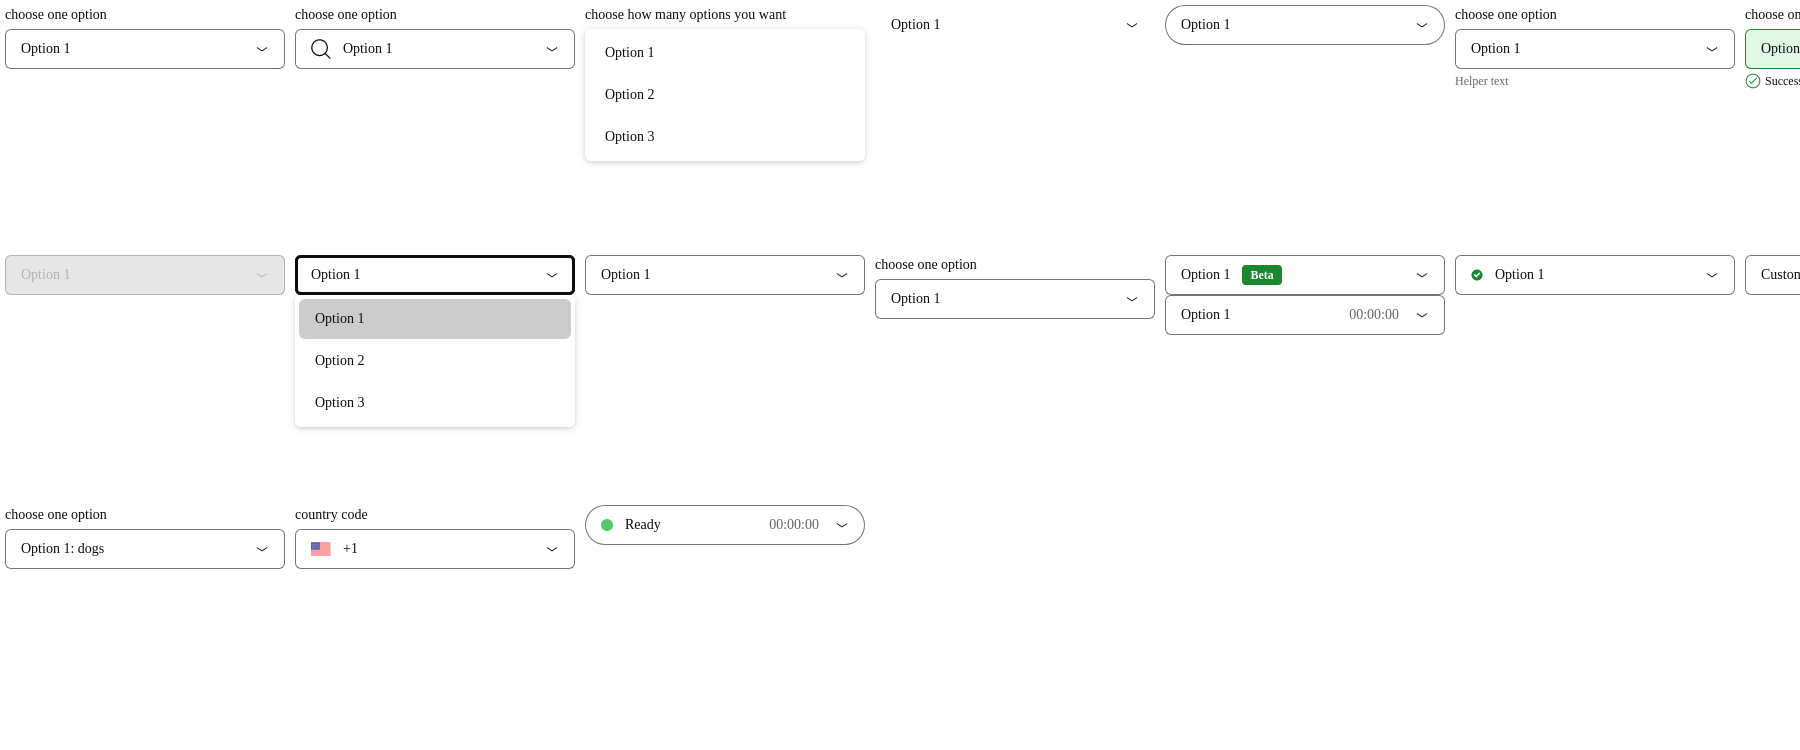 choose one option
Option 1
choose one option
Option 1
choose how many options you want
Option 1
Option 2
Option 3
Option 1
Option 1
choose one option
Option 1
Helper text
choose on
Option
Success
Option 1
Option 1
Option 1
Option 2
Option 3
Option 1
choose one option
Option 1
Option 1 Beta
Option 1 00:00:00
Option 1
Custom
choose one option
Option 1: dogs
country code
+1
Ready 00:00:00